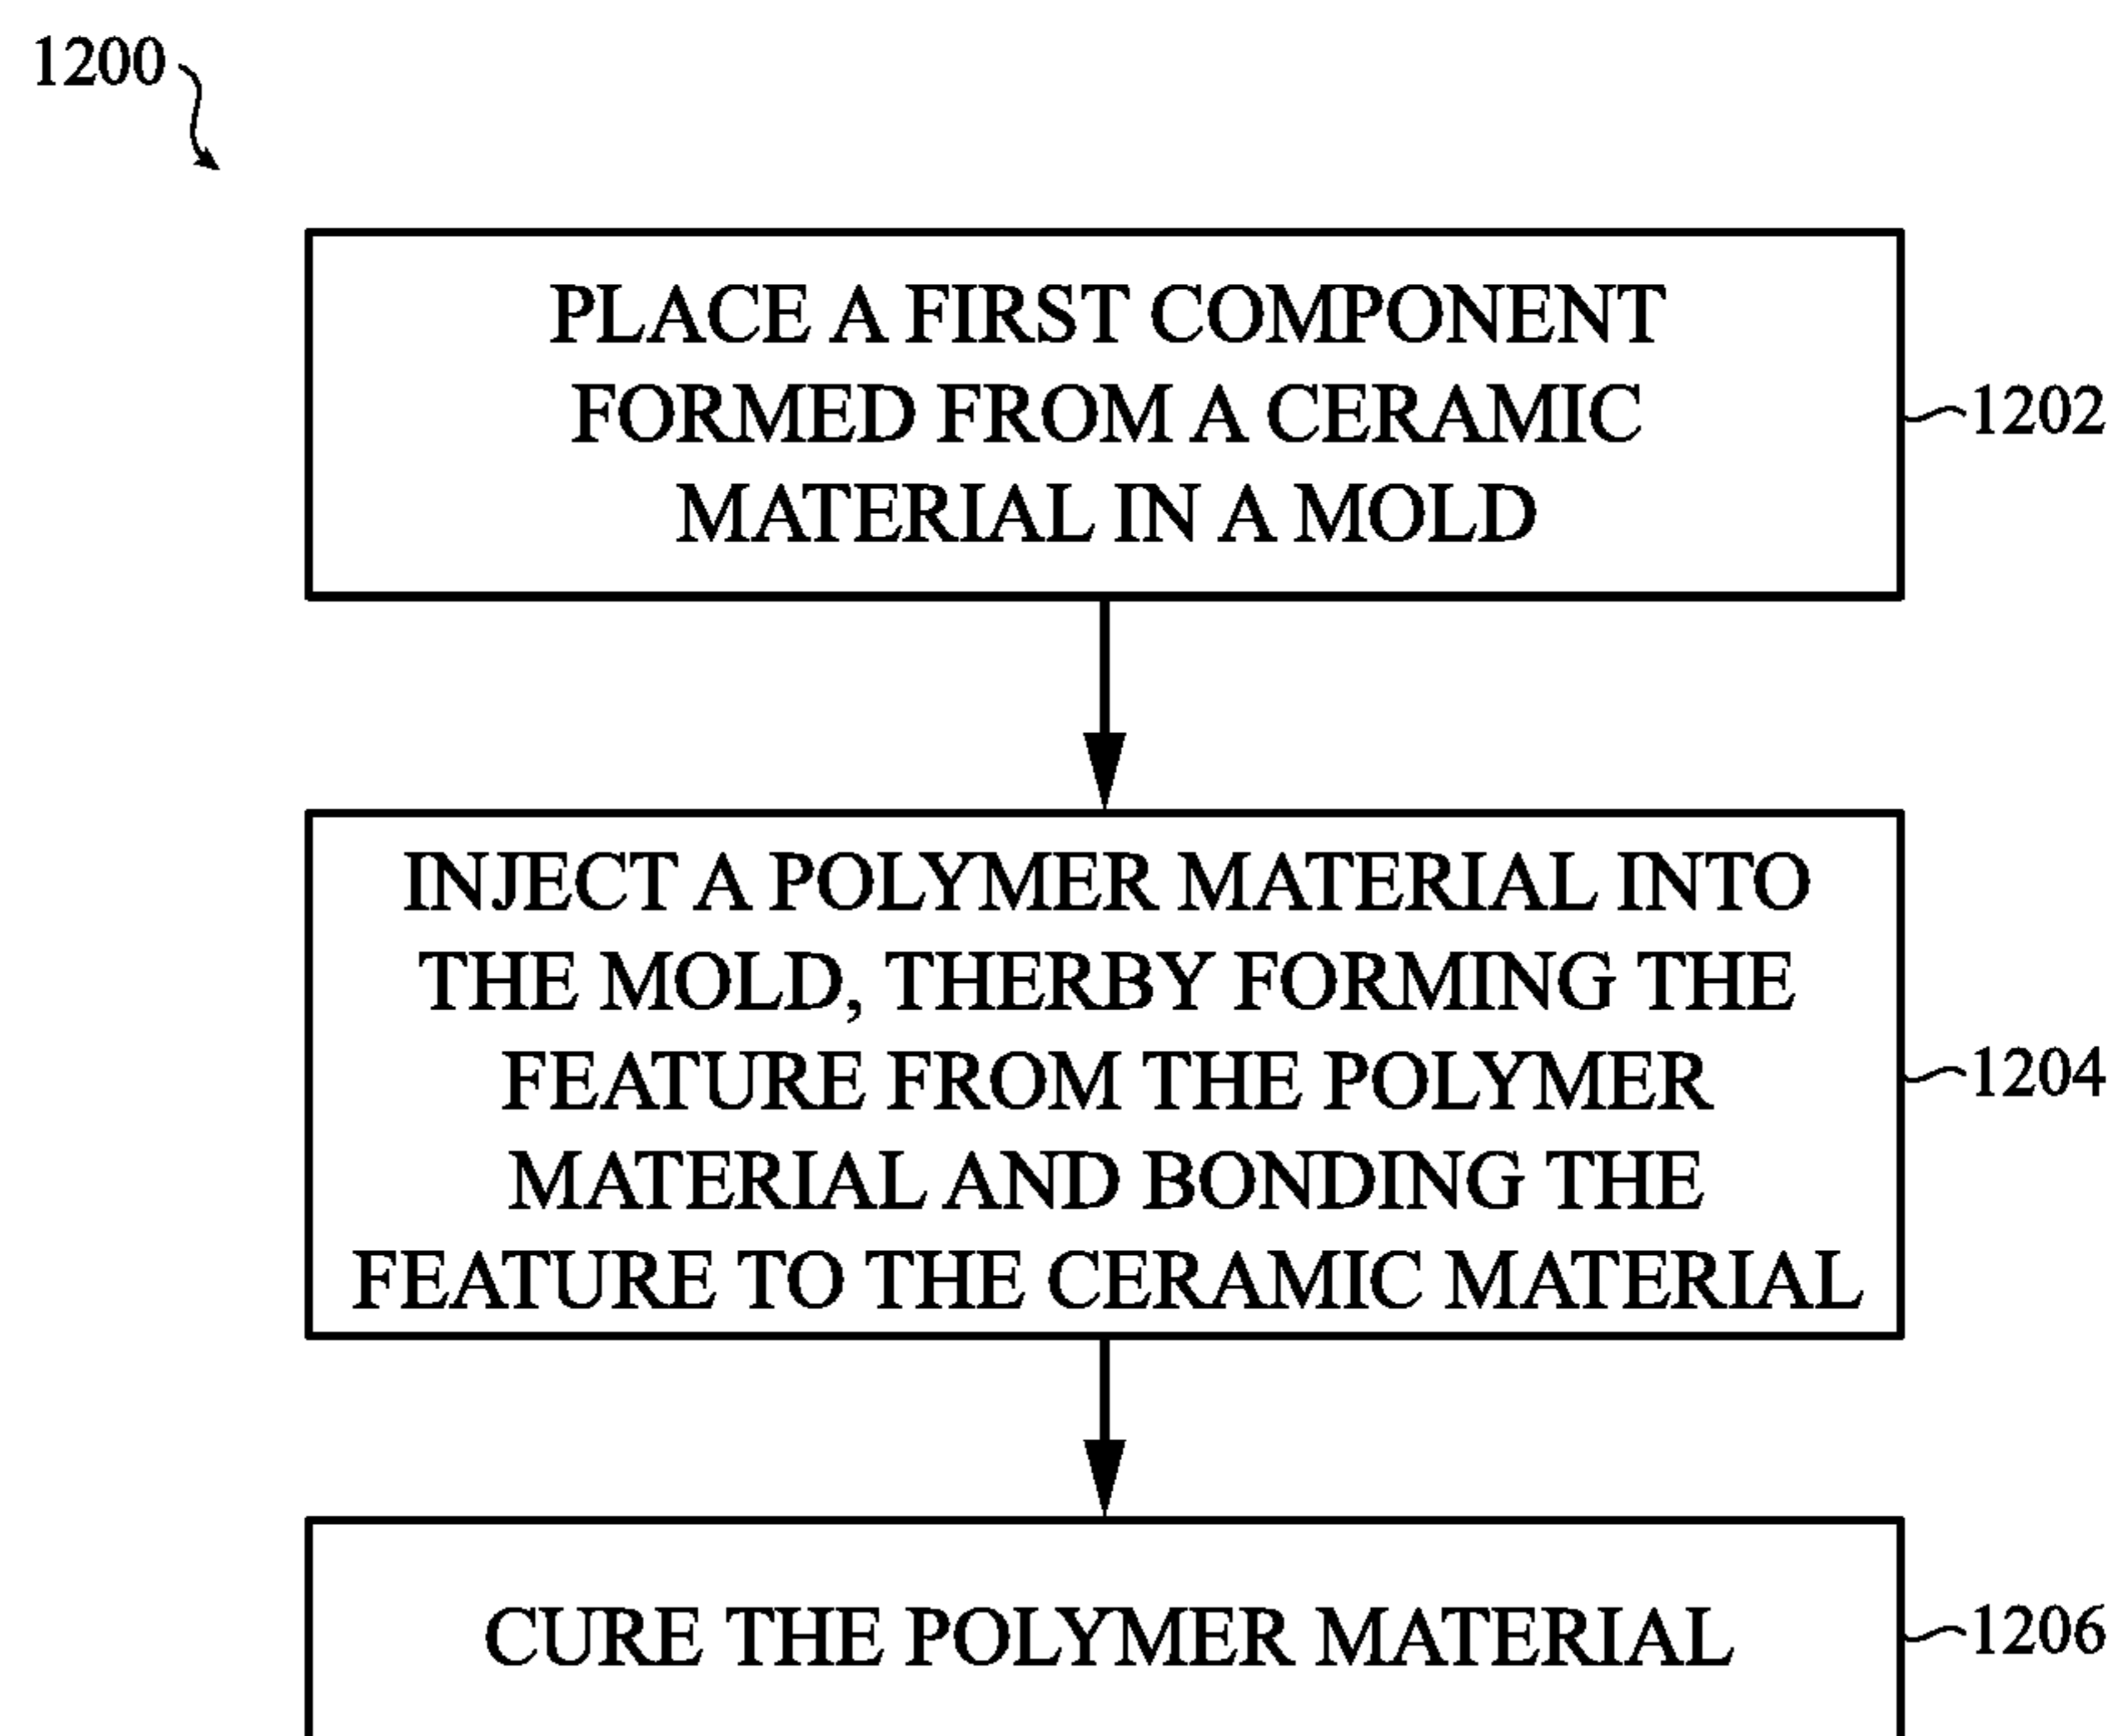 1200
PLACE A FIRST COMPONENT
FORMED FROM A CERAMIC
MATERIAL IN A MOLD
1202
INJECT A POLYMER MATERIAL INTO
THE MOLD, THERBY FORMING THE
FEATURE FROM THE POLYMER
MATERIAL AND BONDING THE
FEATURE TO THE CERAMIC MATERIAL
1204
CURE THE POLYMER MATERIAL
1206